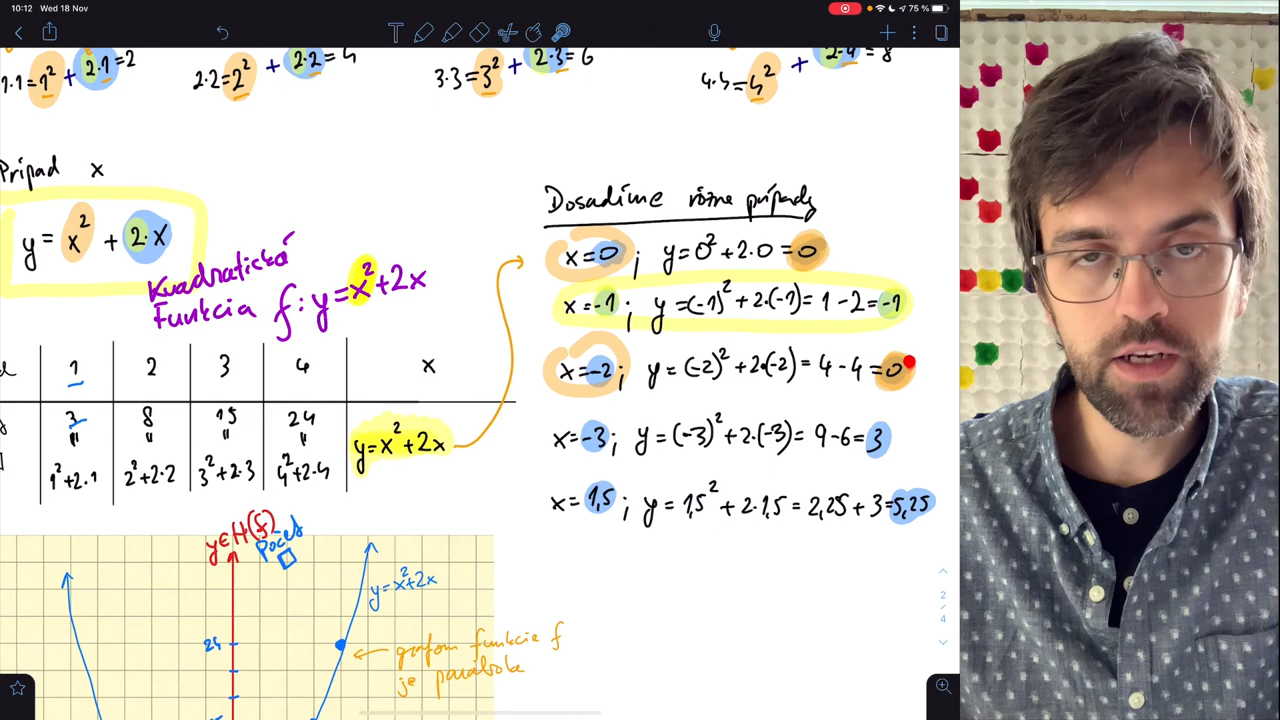 10:12 Wed 18 Nov
75 %
1·1=1² + 2·1=2
2·2=2² + 2·2=4
3·3=3² + 2·3=6
4·4=4² + 2·4=8
Prípad x
y= x² + 2·x
Kvadratická
Funkcia f: y=x²+2x
1 2 3 4 x
3 8 15 24 y=x²+2x
1²+2·1 2²+2·2 3²+2·3 4²+2·4
Dosadíme rôzne prípady
x=0 ; y=0²+2·0=0
x=-1 ; y=(-1)²+2·(-1)=1-2=-1
x=-2 ; y=(-2)²+2·(-2)=4-4=0
x=-3 ; y=(-3)²+2·(-3)=9-6=3
x=1,5 ; y=1,5²+2·1,5=2,25+3=5,25
y∈H(f)
Počet
y=x²+2x
24
grafom funkcie f
je parabola
2
/
4